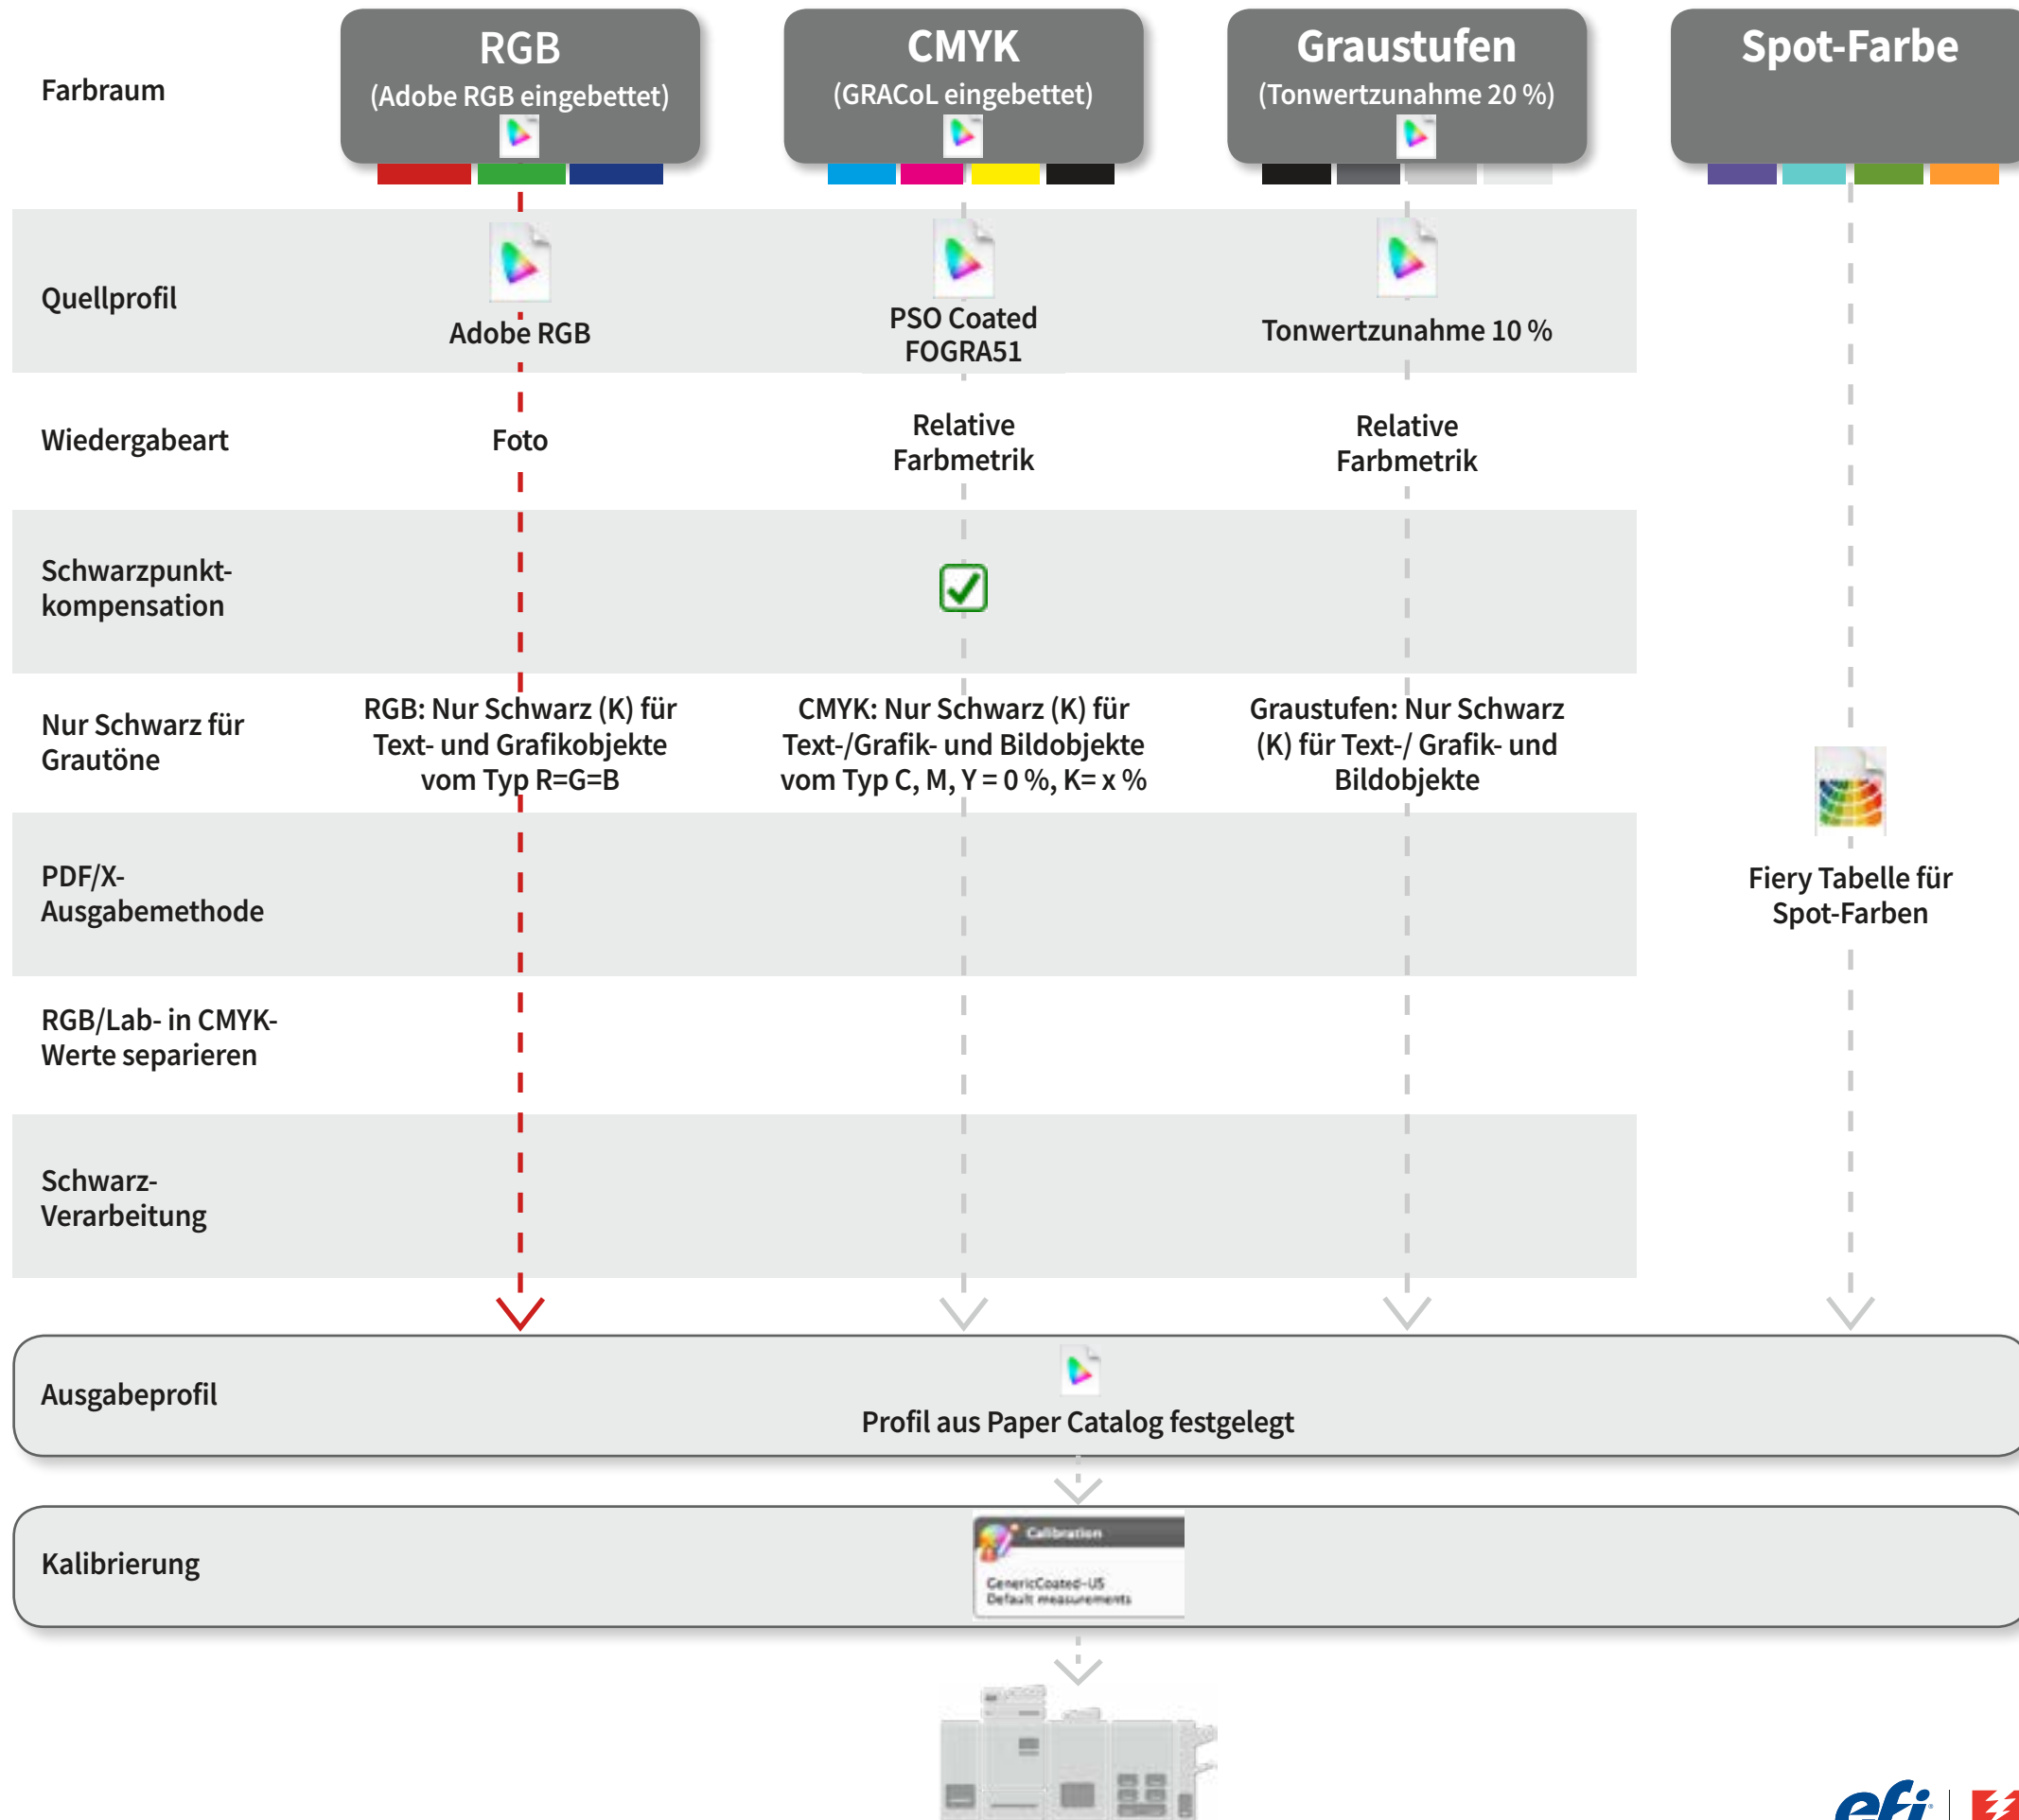 Farbraum
RGB
(Adobe RGB eingebettet)
CMYK
(GRACoL eingebettet)
Graustufen
(Tonwertzunahme 20 %)
Spot-Farbe
Quellprofil
Adobe RGB
PSO Coated
FOGRA51
Tonwertzunahme 10 %
Wiedergabeart
Foto
Relative
Farbmetrik
Relative
Farbmetrik
Schwarzpunkt-
kompensation
Nur Schwarz für
Grautöne
RGB: Nur Schwarz (K) für
Text- und Grafikobjekte
vom Typ R=G=B
CMYK: Nur Schwarz (K) für
Text-/Grafik- und Bildobjekte
vom Typ C, M, Y = 0 %, K= x %
Graustufen: Nur Schwarz
(K) für Text-/ Grafik- und
Bildobjekte
PDF/X-
Ausgabemethode
Fiery Tabelle für
Spot-Farben
RGB/Lab- in CMYK-
Werte separieren
Schwarz-
Verarbeitung
Ausgabeprofil
Profil aus Paper Catalog festgelegt
Kalibrierung
Calibration
GenericCoated-US
Default measurements
efi